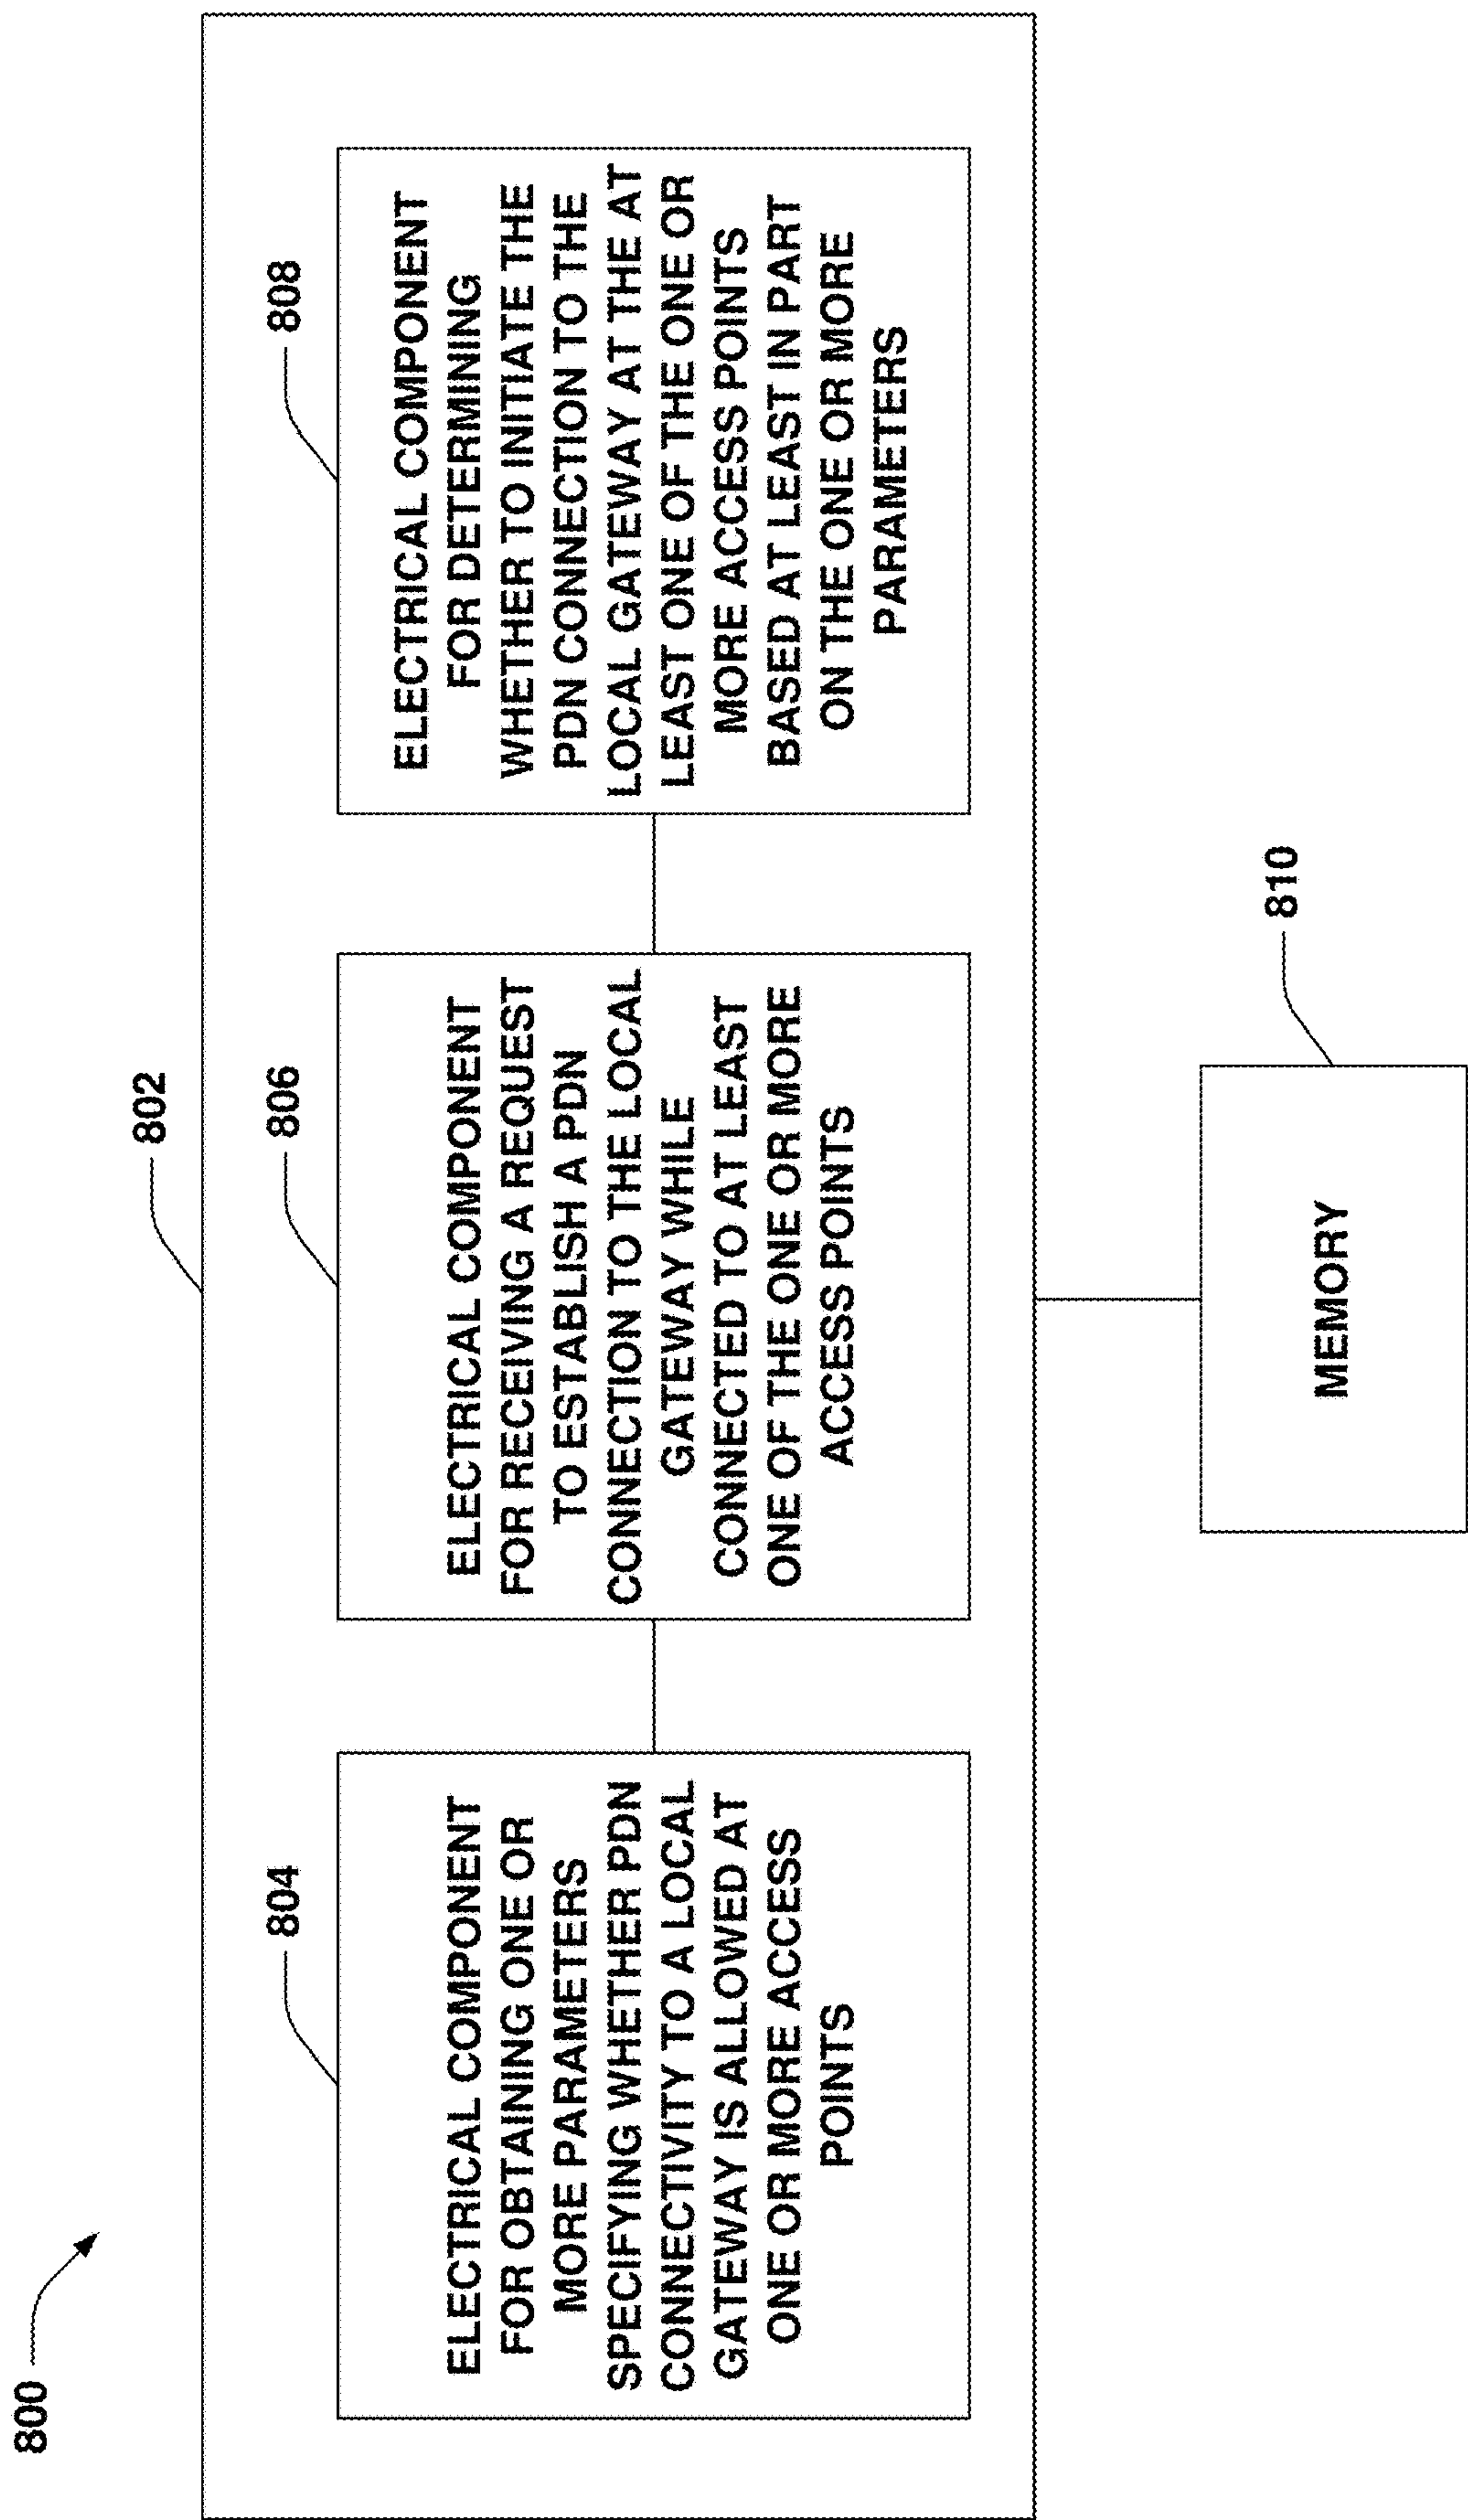 800
802
804
ELECTRICAL COMPONENT
FOR OBTAINING ONE OR
MORE PARAMETERS
SPECIFYING WHETHER PDN
CONNECTIVITY TO A LOCAL
GATEWAY IS ALLOWED AT
ONE OR MORE ACCESS
POINTS
806
ELECTRICAL COMPONENT
FOR RECEIVING A REQUEST
TO ESTABLISH A PDN
CONNECTION TO THE LOCAL
GATEWAY WHILE
CONNECTED TO AT LEAST
ONE OF THE ONE OR MORE
ACCESS POINTS
808
ELECTRICAL COMPONENT
FOR DETERMINING
WHETHER TO INITIATE THE
PDN CONNECTION TO THE
LOCAL GATEWAY AT THE AT
LEAST ONE OF THE ONE OR
MORE ACCESS POINTS
BASED AT LEAST IN PART
ON THE ONE OR MORE
PARAMETERS
810
MEMORY